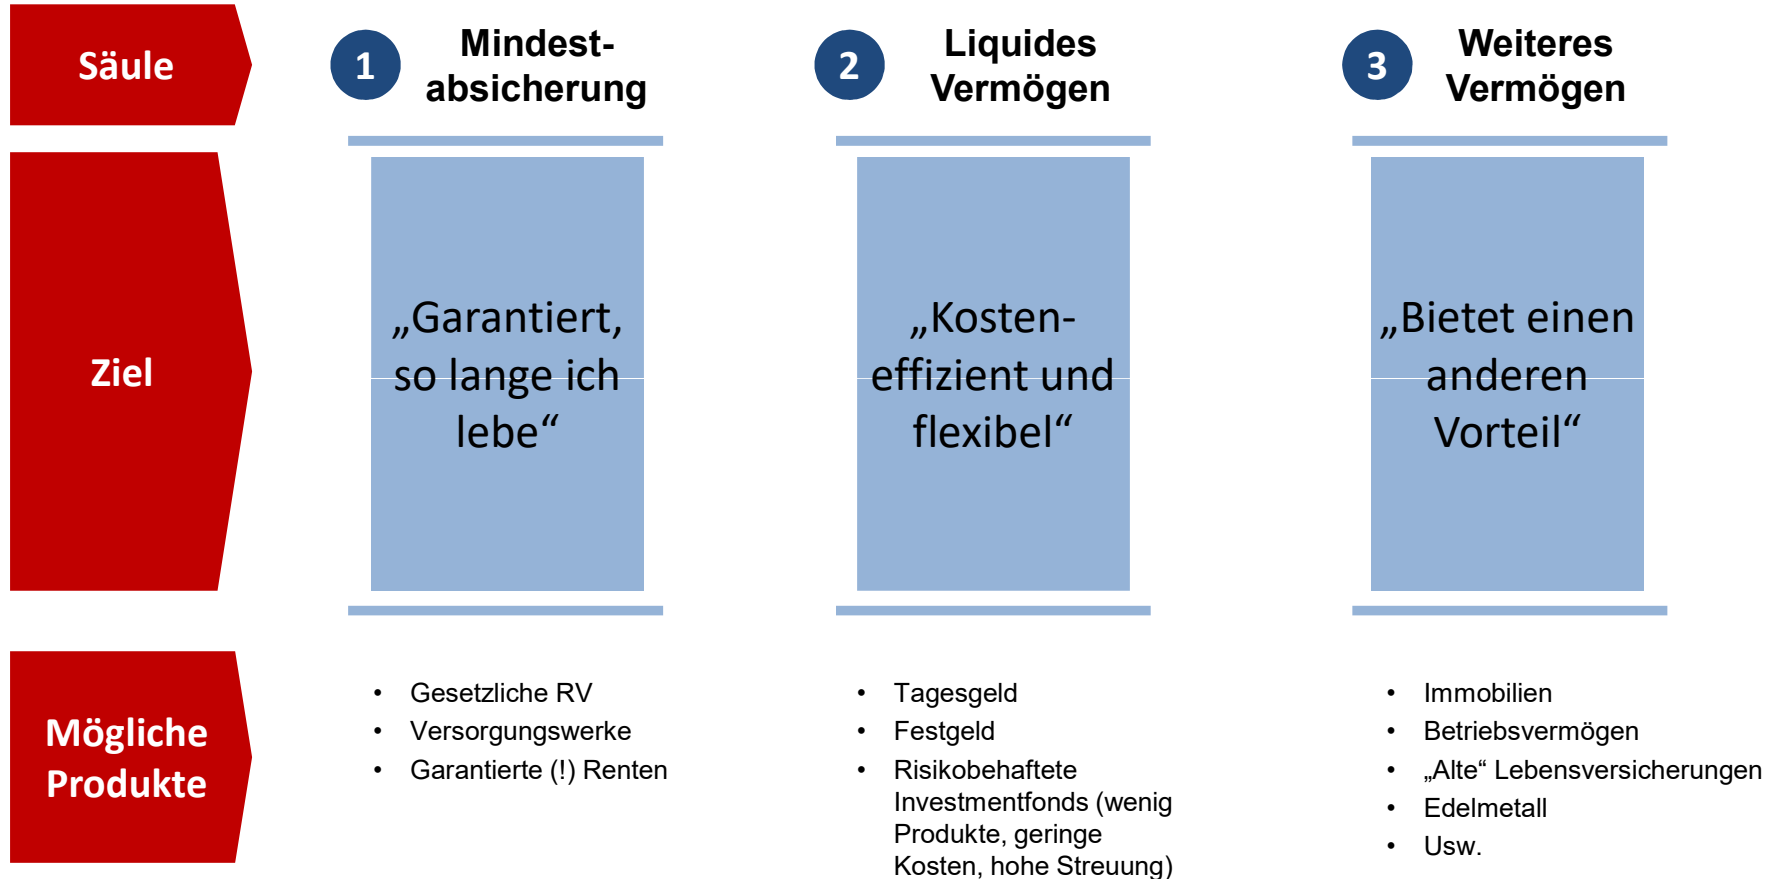 Säule
1
Mindest-
absicherung
2
Liquides
Vermögen
3
Weiteres
Vermögen
Ziel
„Garantiert,
so lange ich
lebe“
„Kosten-
effizient und
flexibel“
„Bietet einen
anderen
Vorteil“
Mögliche
Produkte
• Gesetzliche RV
• Versorgungswerke
• Garantierte (!) Renten
• Tagesgeld
• Festgeld
• Risikobehaftete
Investmentfonds (wenig
Produkte, geringe
Kosten, hohe Streuung)
• Immobilien
• Betriebsvermögen
• „Alte“ Lebensversicherungen
• Edelmetall
• Usw.